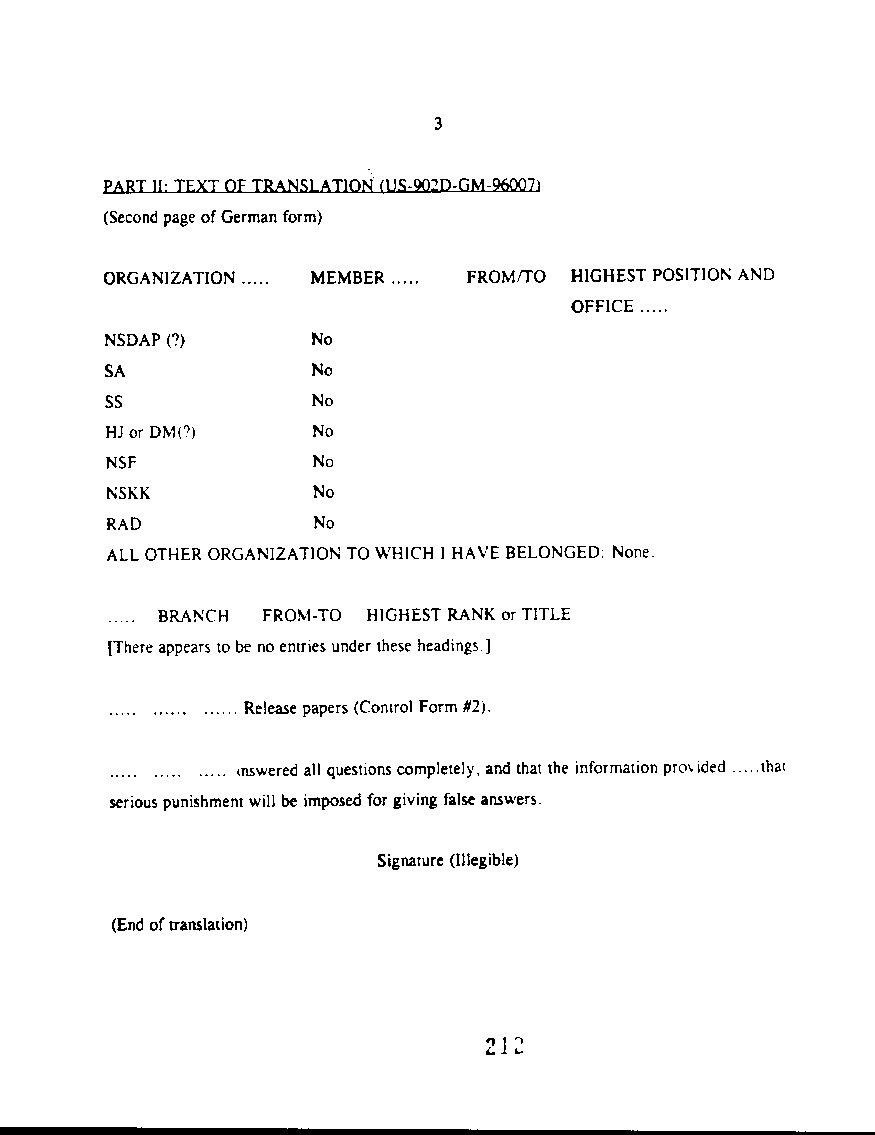 3
PART II: TEXT OF TRANSLATION (US-902D-GM-96007)
(Second page of German form)
ORGANIZATION ..... MEMBER ..... FROM/TO HIGHEST POSITION AND
OFFICE .....
NSDAP (?) No
SA No
SS No
HJ or DM(?) No
NSF No
NSKK No
RAD No
ALL OTHER ORGANIZATION TO WHICH I HAVE BELONGED: None.
..... BRANCH FROM-TO HIGHEST RANK or TITLE
[There appears to be no entries under these headings.]
..... ...... ...... Release papers (Control Form #2).
..... ..... ..... answered all questions completely, and that the information provided .....that
serious punishment will be imposed for giving false answers.
Signature (Illegible)
(End of translation)
212